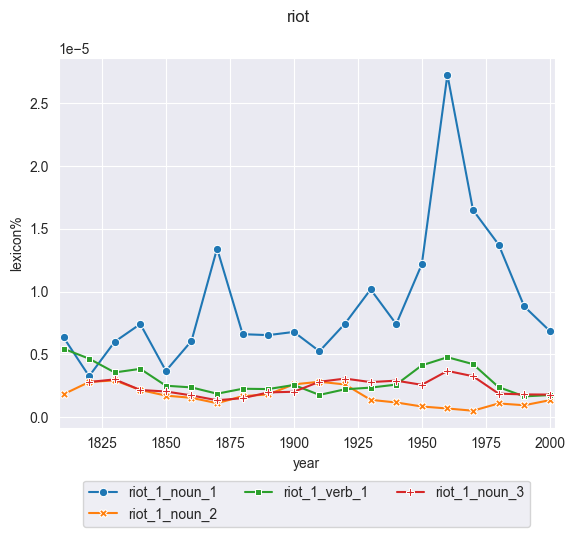 riot
1e−5
2.5
2.0
1.5
1.0
0.5
0.0
lexicon%
1825 1850 1875 1900 1925 1950 1975 2000
year
riot_1_noun_1 riot_1_verb_1 riot_1_noun_3
riot_1_noun_2